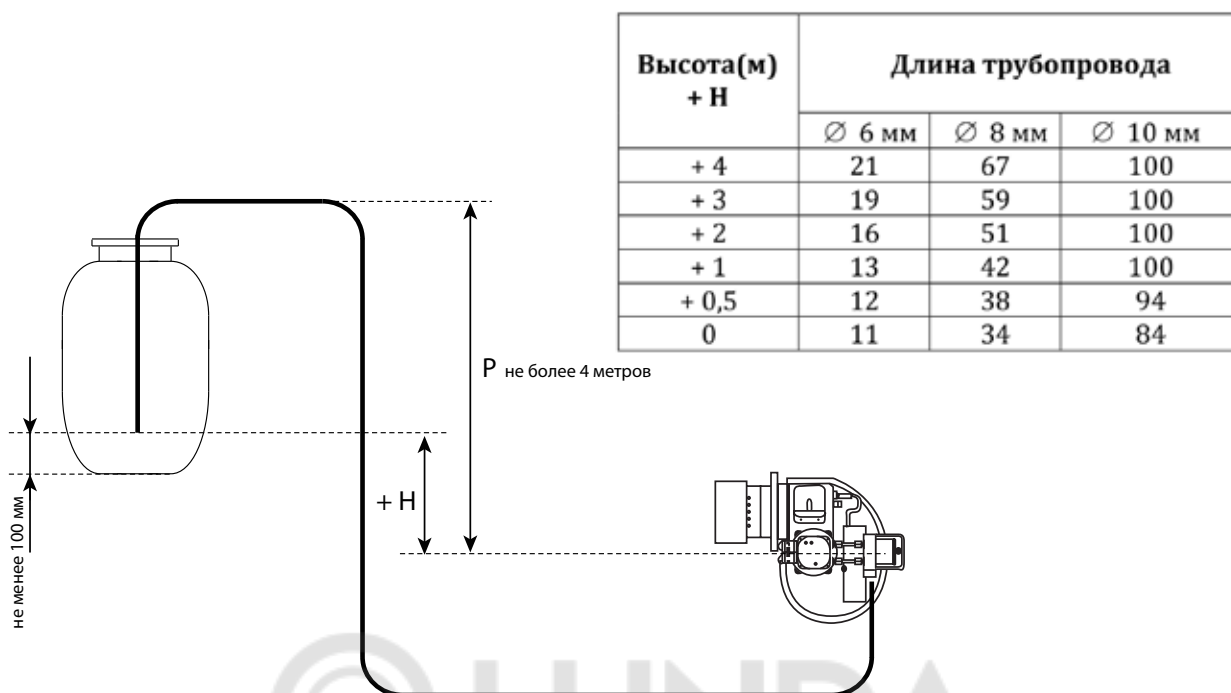 Высота(м) Длина трубопровода
+ H
∅ 6 мм ∅ 8 мм ∅ 10 мм
+ 4 21 67 100
+ 3 19 59 100
+ 2 16 51 100
+ 1 13 42 100
+ 0,5 12 38 94
0 11 34 84
P не более 4 метров
+ H
не менее 100 мм
LUNDA